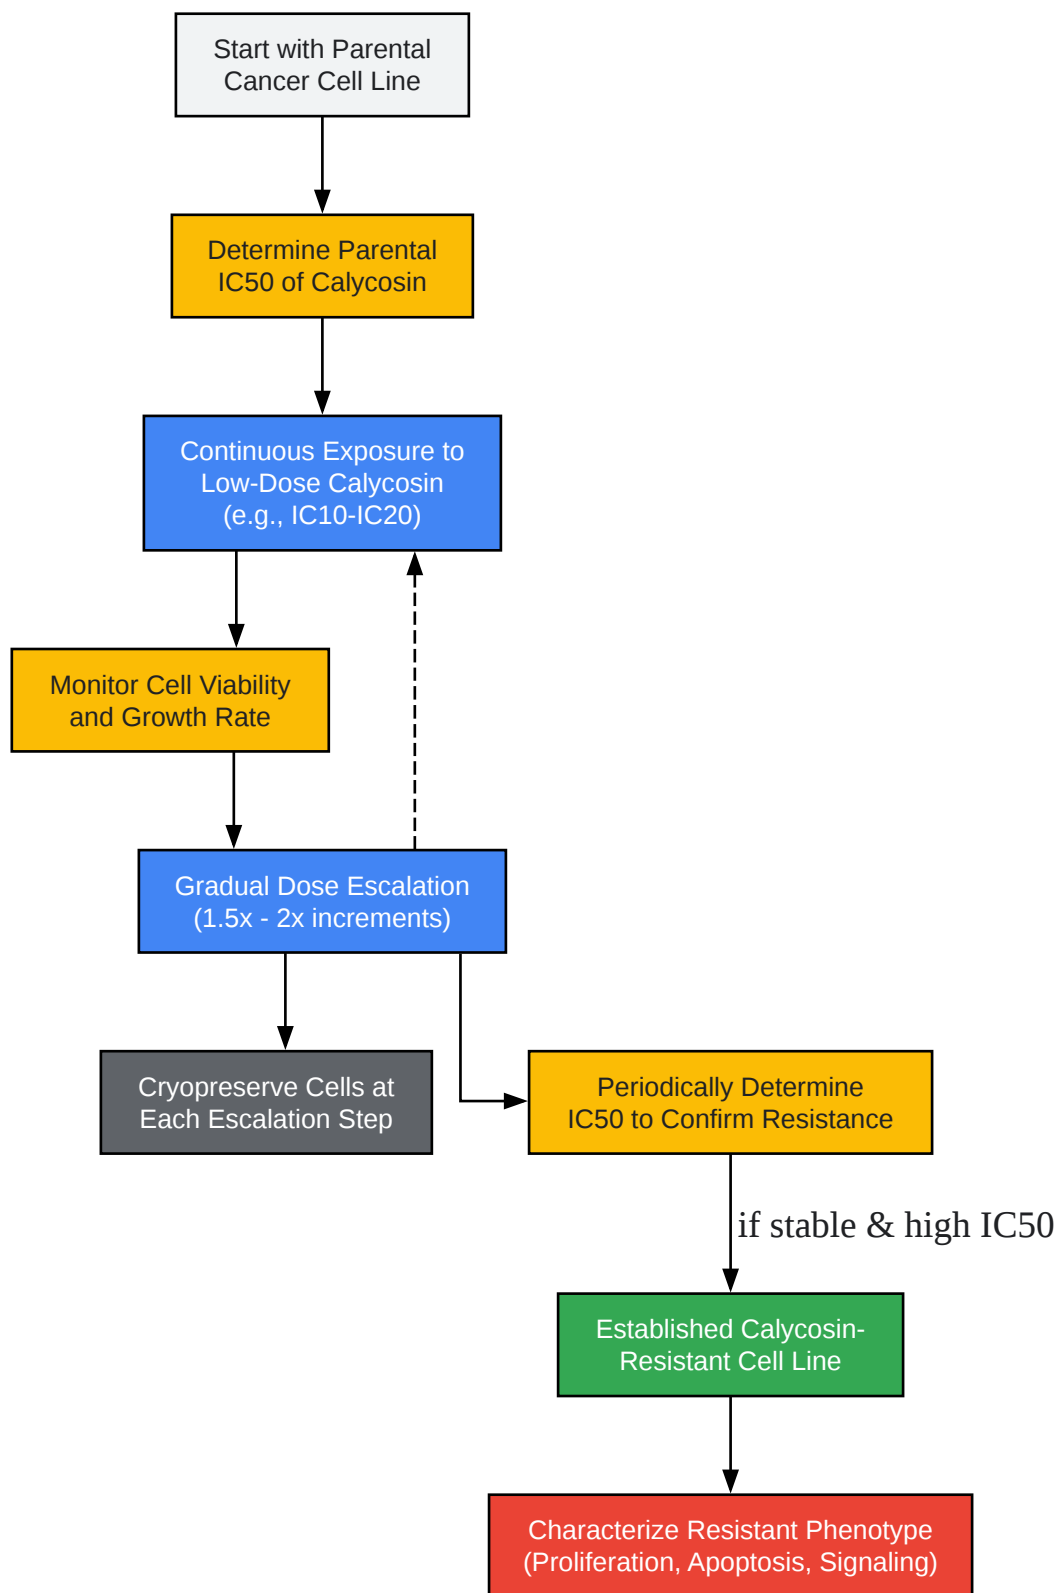 Start with Parental
Cancer Cell Line
Determine Parental
IC50 of Calycosin
Continuous Exposure to
Low-Dose Calycosin
(e.g., IC10-IC20)
Monitor Cell Viability
and Growth Rate
Gradual Dose Escalation
(1.5x - 2x increments)
Cryopreserve Cells at
Each Escalation Step
Periodically Determine
IC50 to Confirm Resistance
if stable & high IC50
Established Calycosin-
Resistant Cell Line
Characterize Resistant Phenotype
(Proliferation, Apoptosis, Signaling)